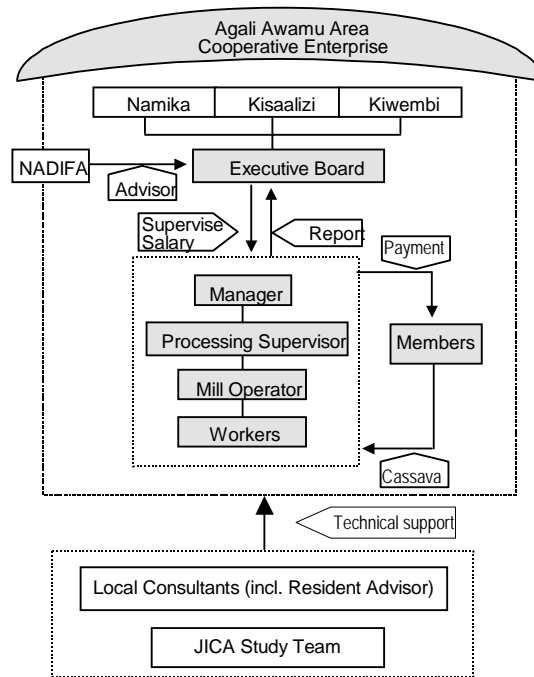 Agali Awamu Area
Cooperative Enterprise
Namika
Kisaalizi
Kiwembi
NADIFA
Advisor
Executive Board
Supervise
Salary
Report
Payment
Manager
Processing Supervisor
Members
Mill Operator
Workers
Cassava
Technical support
Local Consultants (incl. Resident Advisor)
JICA Study Team